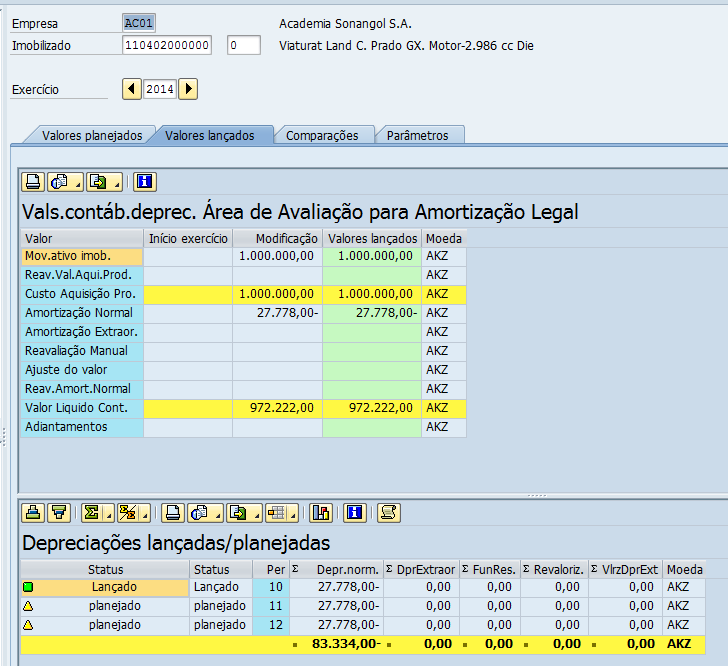 Empresa AC01 Academia Sonangol S.A.
Imobilizado 110402000000 0 Viaturat Land C. Prado GX. Motor-2.986 cc Die
Exercício 2014
Valores planejados Valores lançados Comparações Parâmetros
Vals.contáb.deprec. Área de Avaliação para Amortização Legal
Valor Início exercício Modificação Valores lançados Moeda
Mov.ativo imob. 1.000.000,00 1.000.000,00 AKZ
Reav.Val.Aqui.Prod. AKZ
Custo Aquisição Pro. 1.000.000,00 1.000.000,00 AKZ
Amortização Normal 27.778,00- 27.778,00- AKZ
Amortização Extraor. AKZ
Reavaliação Manual AKZ
Ajuste do valor AKZ
Reav.Amort.Normal AKZ
Valor Liquido Cont. 972.222,00 972.222,00 AKZ
Adiantamentos AKZ
Depreciações lançadas/planejadas
Status Status Per Σ Depr.norm. Σ DprExtraor Σ FunRes. Σ Revaloriz. Σ VlrzDprExt Moeda
Lançado Lançado 10 27.778,00- 0,00 0,00 0,00 0,00 AKZ
planejado planejado 11 27.778,00- 0,00 0,00 0,00 0,00 AKZ
planejado planejado 12 27.778,00- 0,00 0,00 0,00 0,00 AKZ
83.334,00- 0,00 0,00 0,00 0,00 AKZ